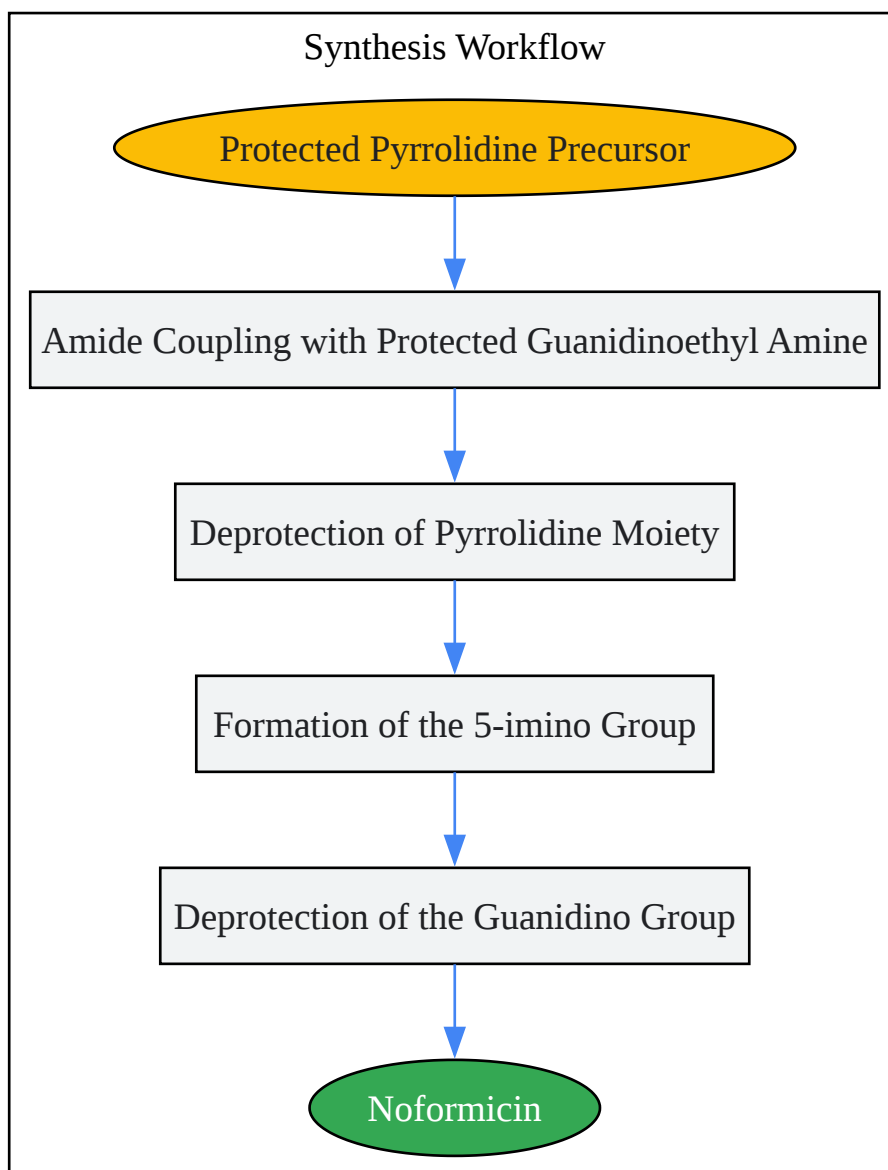 Synthesis Workflow
Protected Pyrrolidine Precursor
Amide Coupling with Protected Guanidinoethyl Amine
Deprotection of Pyrrolidine Moiety
Formation of the 5-imino Group
Deprotection of the Guanidino Group
Noformicin